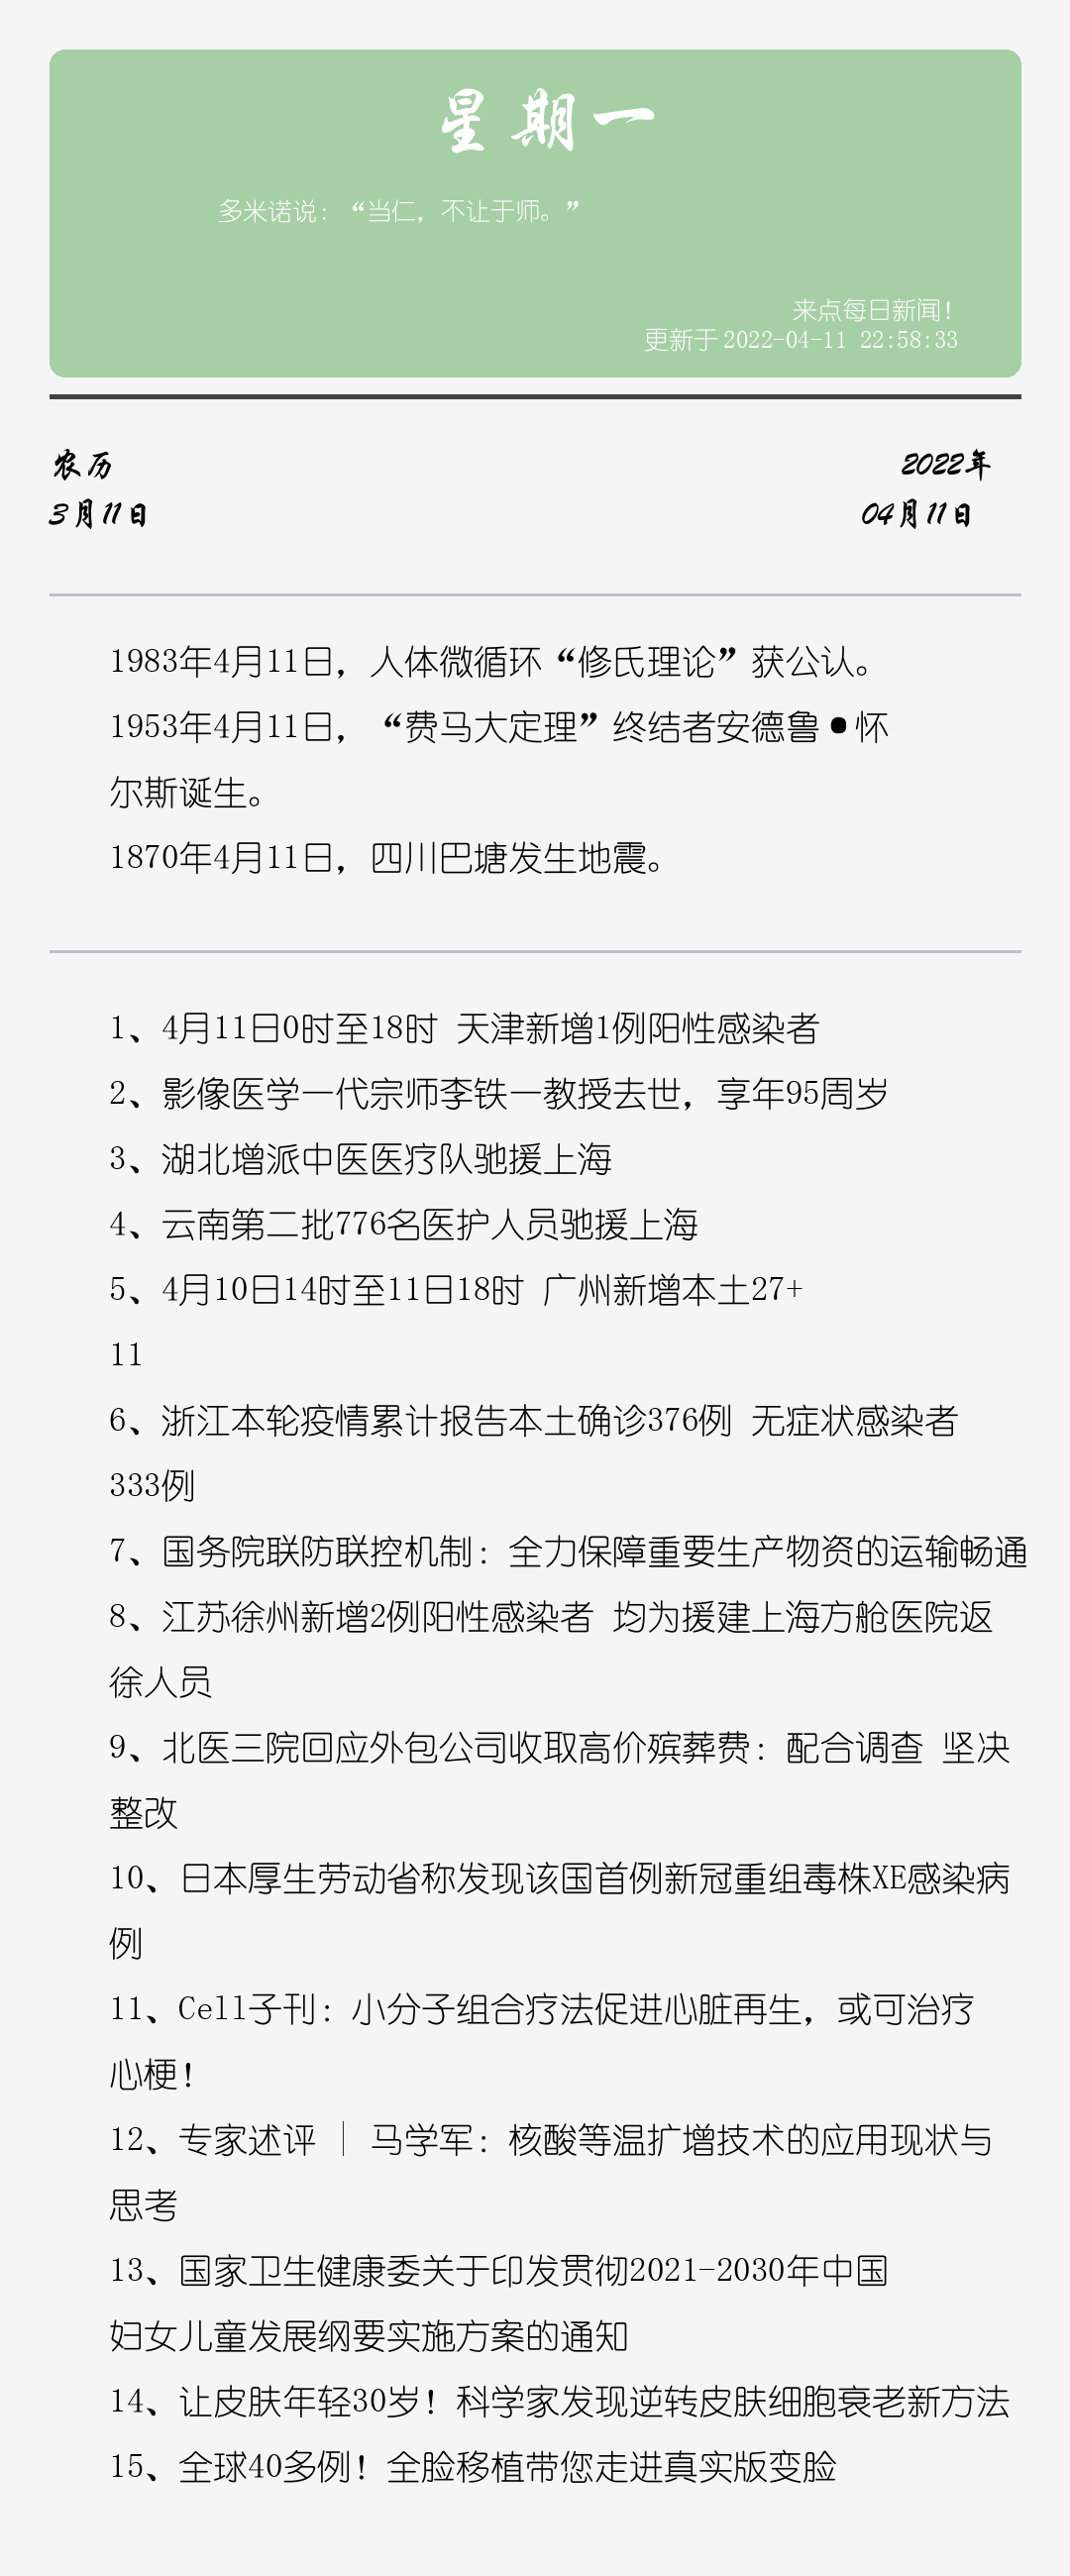 星期一
多米诺说：“当仁，不让于师。”
来点每日新闻！
更新于 2022-04-11 22:58:33
农历
2022年
3月11日
04月11日
1983年4月11日，人体微循环“修氏理论”获公认。
1953年4月11日，“费马大定理”终结者安德鲁•怀
尔斯诞生。
1870年4月11日，四川巴塘发生地震。
1、4月11日0时至18时 天津新增1例阳性感染者
2、影像医学一代宗师李铁一教授去世，享年95周岁
3、湖北增派中医医疗队驰援上海
4、云南第二批776名医护人员驰援上海
5、4月10日14时至11日18时 广州新增本土27+
11
6、浙江本轮疫情累计报告本土确诊376例 无症状感染者
333例
7、国务院联防联控机制：全力保障重要生产物资的运输畅通
8、江苏徐州新增2例阳性感染者 均为援建上海方舱医院返
徐人员
9、北医三院回应外包公司收取高价殡葬费：配合调查 坚决
整改
10、日本厚生劳动省称发现该国首例新冠重组毒株XE感染病
例
11、Cell子刊：小分子组合疗法促进心脏再生，或可治疗
心梗！
12、专家述评 | 马学军：核酸等温扩增技术的应用现状与
思考
13、国家卫生健康委关于印发贯彻2021-2030年中国
妇女儿童发展纲要实施方案的通知
14、让皮肤年轻30岁！科学家发现逆转皮肤细胞衰老新方法
15、全球40多例！全脸移植带您走进真实版变脸